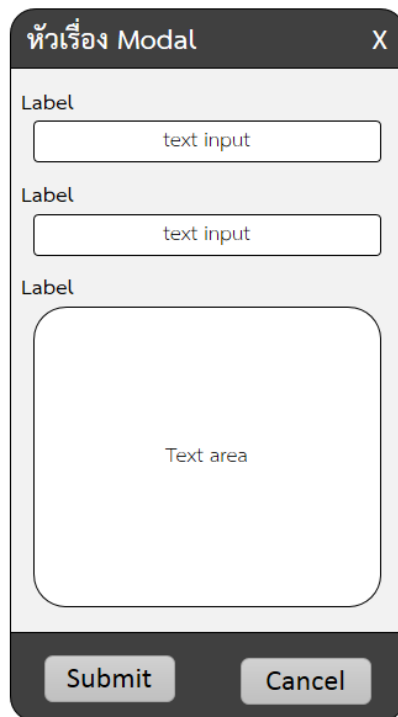 หัวเรื่อง Modal X
Label
text input
Label
text input
Label
Text area
Submit Cancel